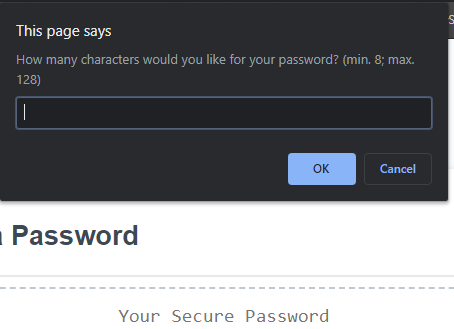 This page says
How many characters would you like for your password? (min. 8; max.
128)
OK Cancel
Password
Your Secure Password